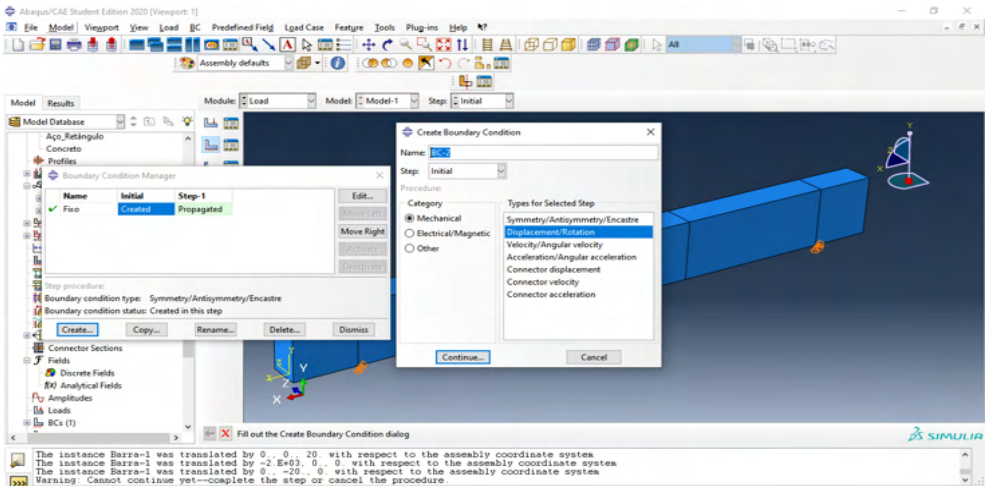 Abaqus/CAE Student Edition 2020 [Viewport: 1]
File Model Viewport View Load BC Predefined Field Load Case Feature Tools Plug-ins Help
All
Assembly defaults
Model Results
Module: Load Model: Model-1 Step: Initial
Model Database
Aço_Retângulo
Concreto
Profiles
Boundary Condition Manager
Name Initial Step-1
Fixo Created Propagated
Edit...
Move Left
Move Right
Activate
Deactivate
Step procedure:
Boundary condition type: Symmetry/Antisymmetry/Encastre
Boundary condition status: Created in this step
Create... Copy... Rename... Delete... Dismiss
Create Boundary Condition
Name: BC-2
Step: Initial
Procedure:
Category
Mechanical
Electrical/Magnetic
Other
Types for Selected Step
Symmetry/Antisymmetry/Encastre
Displacement/Rotation
Velocity/Angular velocity
Acceleration/Angular acceleration
Connector displacement
Connector velocity
Connector acceleration
Continue... Cancel
Connector Sections
Fields
Discrete Fields
f(x) Analytical Fields
Amplitudes
Loads
BCs (1)
Y
Z
X
Y
Z
X
Fill out the Create Boundary Condition dialog
SIMULIA
The instance Barra-1 was translated by 0., 0., 20. with respect to the assembly coordinate system
The instance Barra-1 was translated by -2.E+03, 0., 0. with respect to the assembly coordinate system
The instance Barra-1 was translated by 0., -20., 0. with respect to the assembly coordinate system
Warning: Cannot continue yet--complete the step or cancel the procedure.